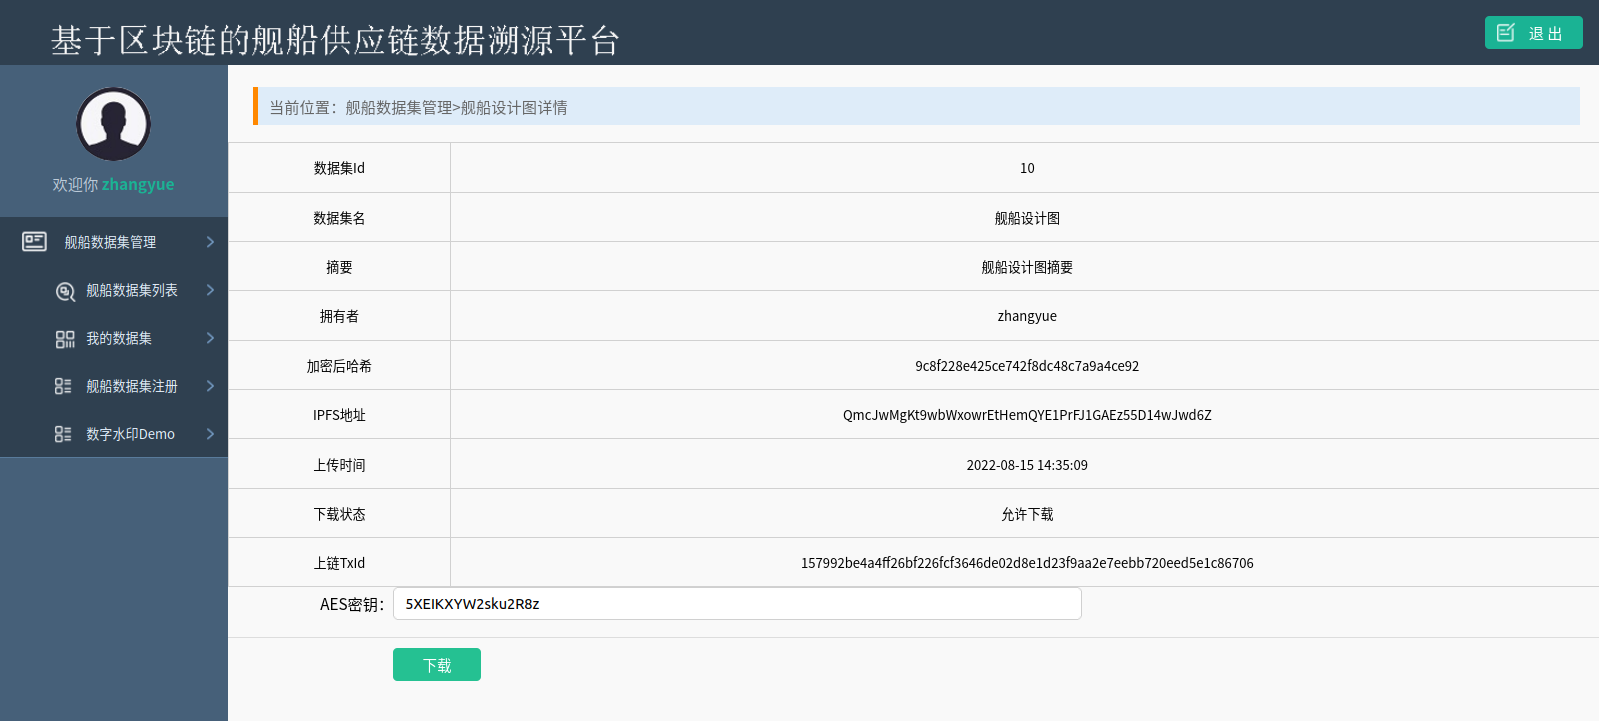 基于区块链的舰船供应链数据溯源平台
退 出
欢迎你 zhangyue
舰船数据集管理
舰船数据集列表
我的数据集
舰船数据集注册
数字水印Demo
当前位置：舰船数据集管理>舰船设计图详情
数据集Id 10
数据集名 舰船设计图
摘要 舰船设计图摘要
拥有者 zhangyue
加密后哈希 9c8f228e425ce742f8dc48c7a9a4ce92
IPFS地址 QmcJwMgKt9wbWxowrEtHemQYE1PrFJ1GAEz55D14wJwd6Z
上传时间 2022-08-15 14:35:09
下载状态 允许下载
上链TxId 157992be4a4ff26bf226fcf3646de02d8e1d23f9aa2e7eebb720eed5e1c86706
AES密钥： 5XEIKXYW2sku2R8z
下载